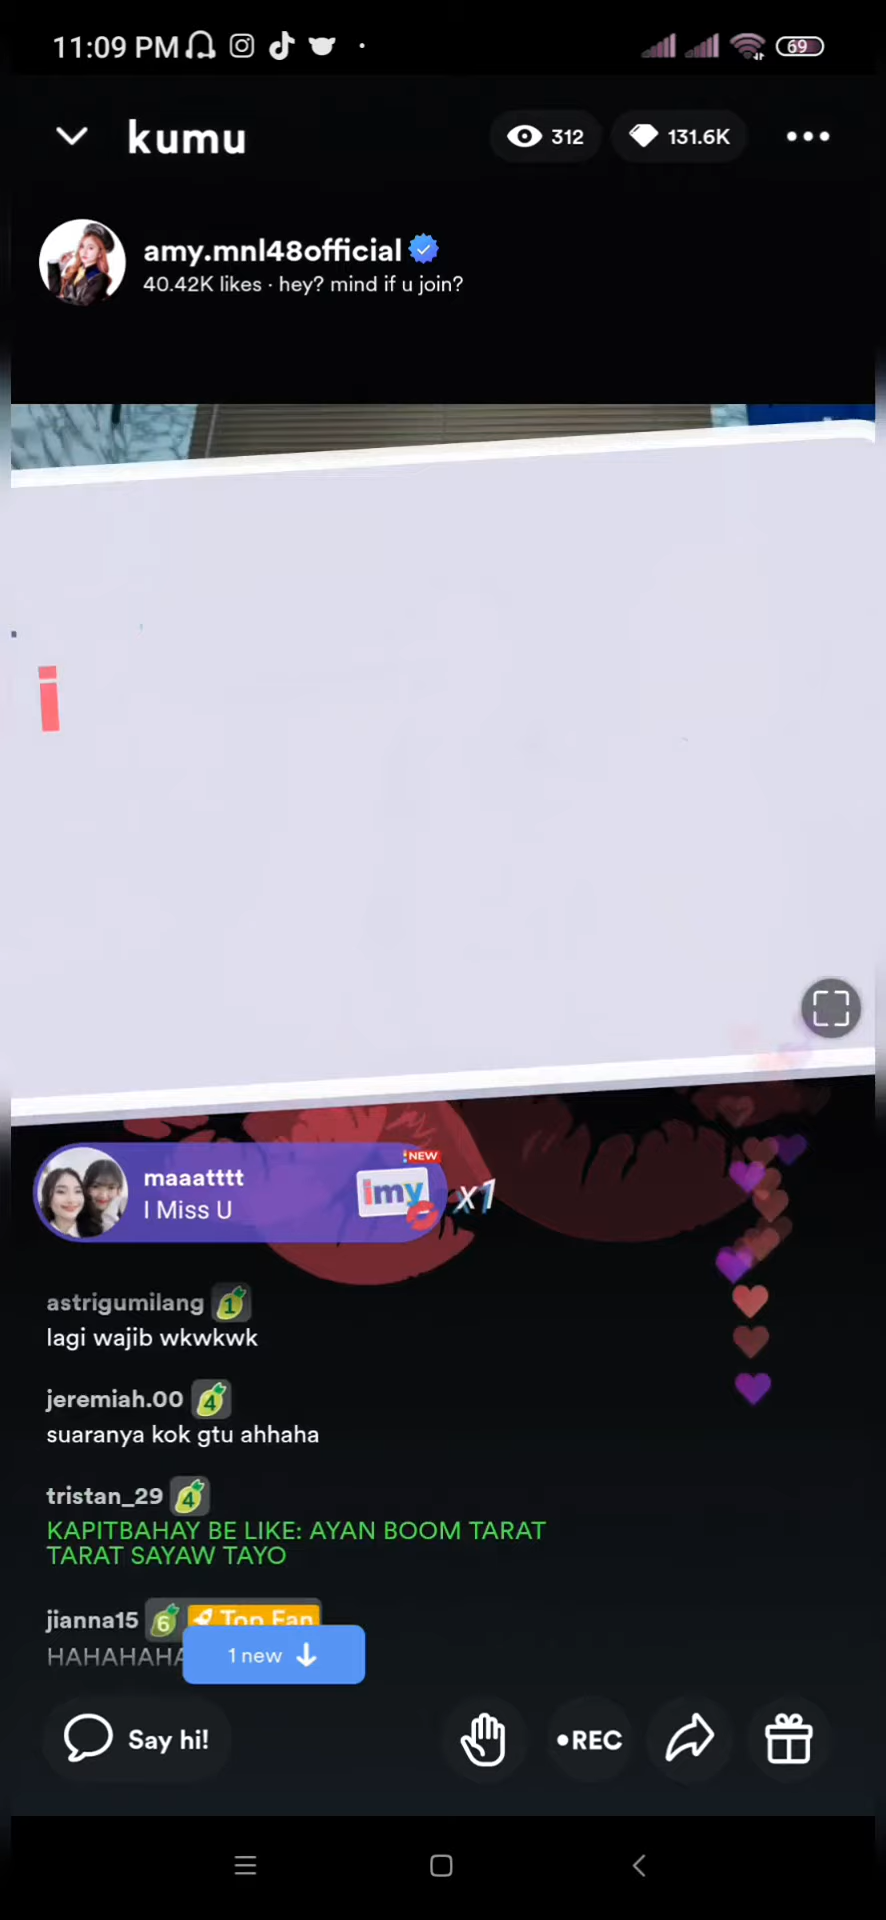 11:09 PM
69
kumu
312
131.6K
amy.mnl48official
40.42K likes · hey? mind if u join?
i
maaatttt
I Miss U
NEW
imy
x1
astrigumilang 1
lagi wajib wkwkwk
jeremiah.00 4
suaranya kok gtu ahhaha
tristan_29 4
KAPITBAHAY BE LIKE: AYAN BOOM TARAT
TARAT SAYAW TAYO
jianna15 6 Top Fan
HAHAHAHA
1 new
Say hi!
•REC